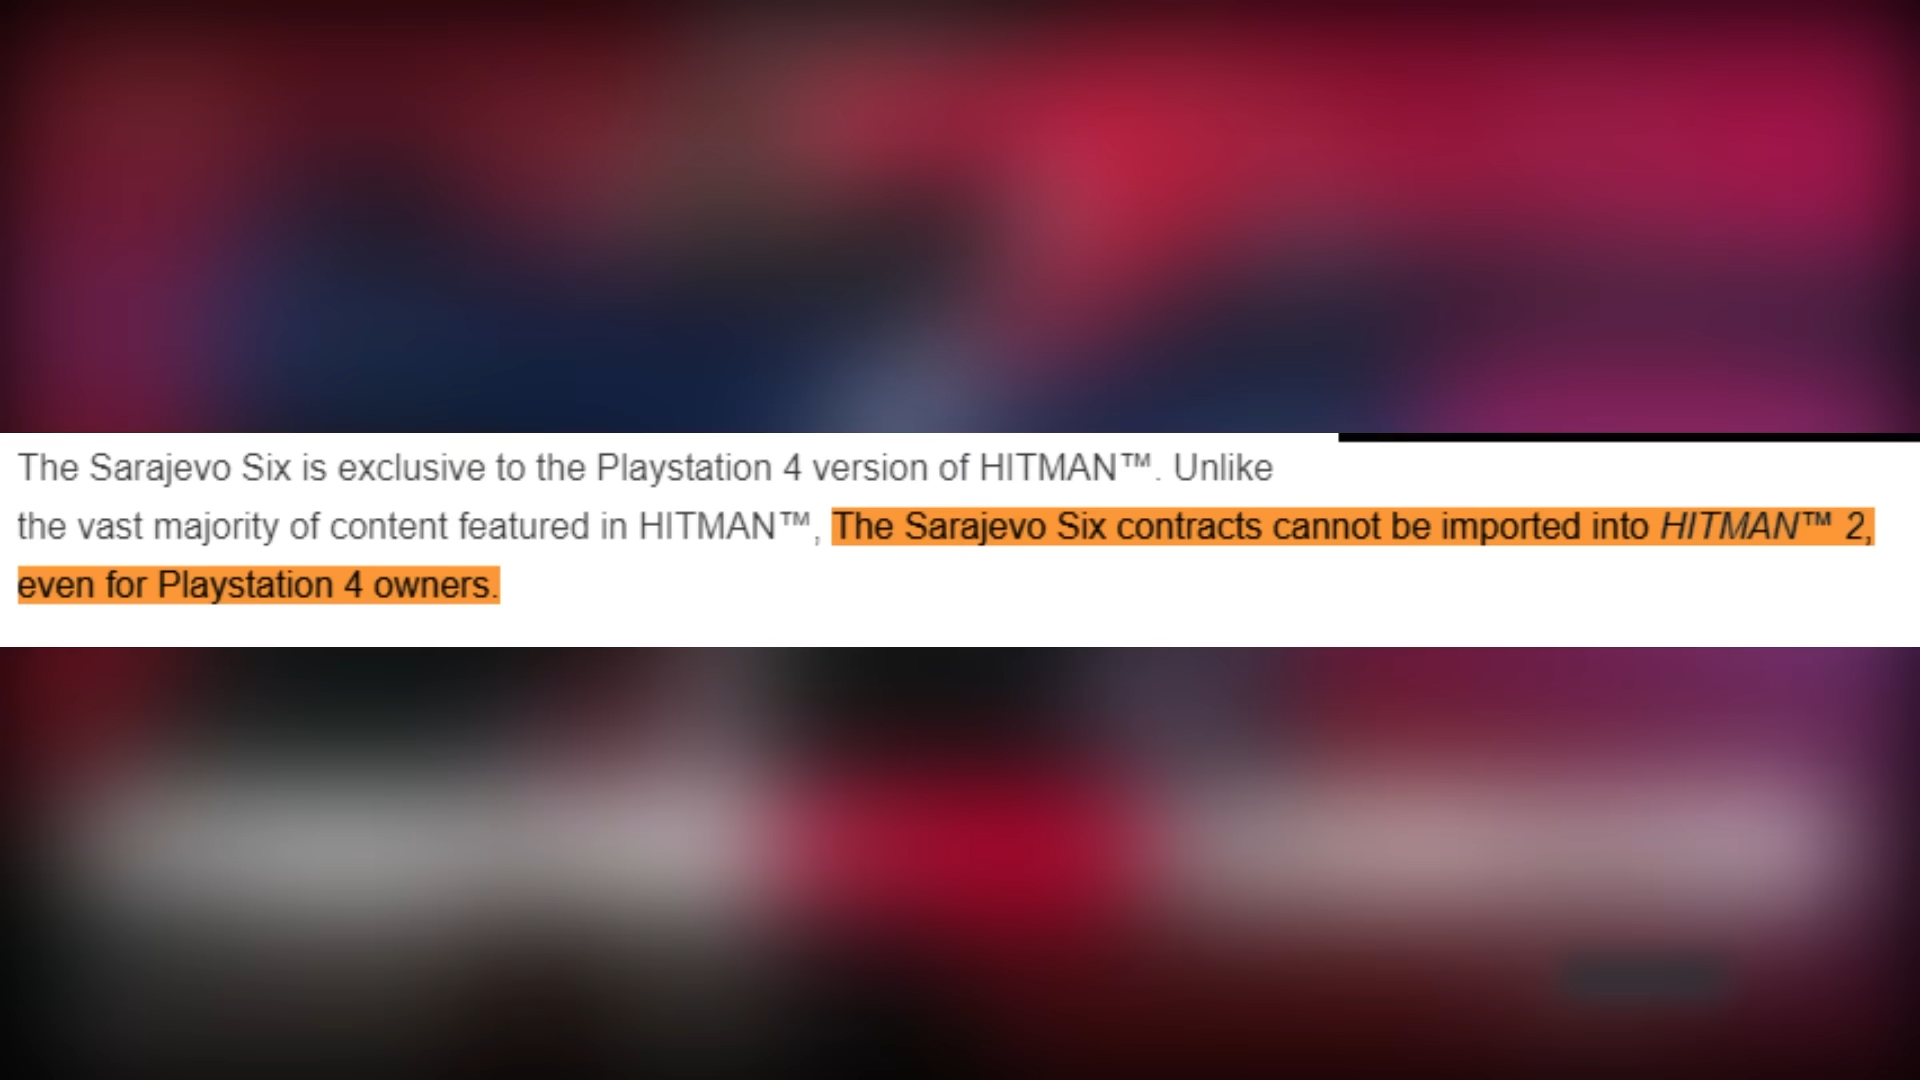 The Sarajevo Six is exclusive to the Playstation 4 version of HITMAN™. Unlike
the vast majority of content featured in HITMAN™, The Sarajevo Six contracts cannot be imported into HITMAN™ 2,
even for Playstation 4 owners.